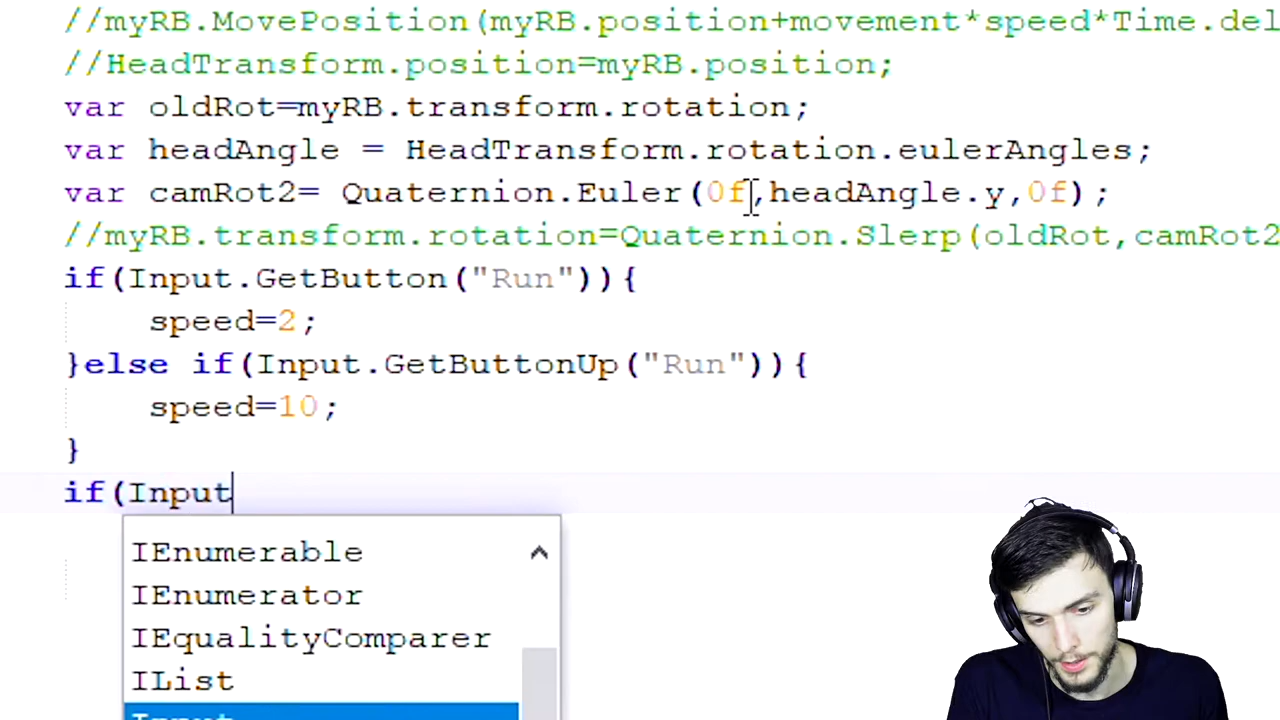 //myRB.MovePosition(myRB.position+movement*speed*Time.del
//HeadTransform.position=myRB.position;
var oldRot=myRB.transform.rotation;
var headAngle = HeadTransform.rotation.eulerAngles;
var camRot2= Quaternion.Euler(0f,headAngle.y,0f);
//myRB.transform.rotation=Quaternion.Slerp(oldRot,camRot2
if(Input.GetButton("Run")){
speed=2;
}else if(Input.GetButtonUp("Run")){
speed=10;
}
if(Input
IEnumerable
IEnumerator
IEqualityComparer
IList
Input